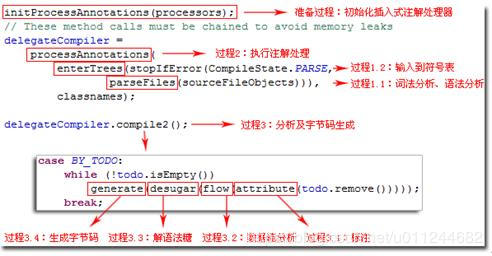 initProcessAnnotations(processors); 准备过程：初始化插入式注解处理器
// These method calls must be chained to avoid memory leaks
delegateCompiler =
processAnnotations( 过程2：执行注解处理
enterTrees(stopIfError(CompileState.PARSE, 过程1.2：输入到符号表
parseFiles(sourceFileObjects))), 过程1.1：词法分析、语法分析
classnames);
delegateCompiler.compile2(); 过程3：分析及字节码生成
case BY_TODO:
while (!todo.isEmpty())
generate(desugar(flow(attribute(todo.remove()))));
break;
过程3.4：生成字节码 过程3.3：解语法糖 过程3.2：数据流分析 过程3.1：标注